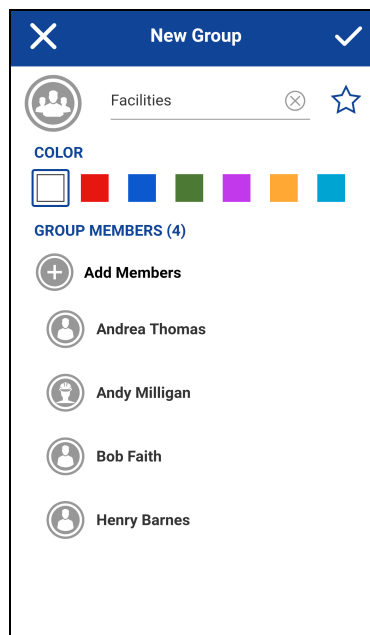 New Group
Facilities
COLOR
GROUP MEMBERS (4)
Add Members
Andrea Thomas
Andy Milligan
Bob Faith
Henry Barnes